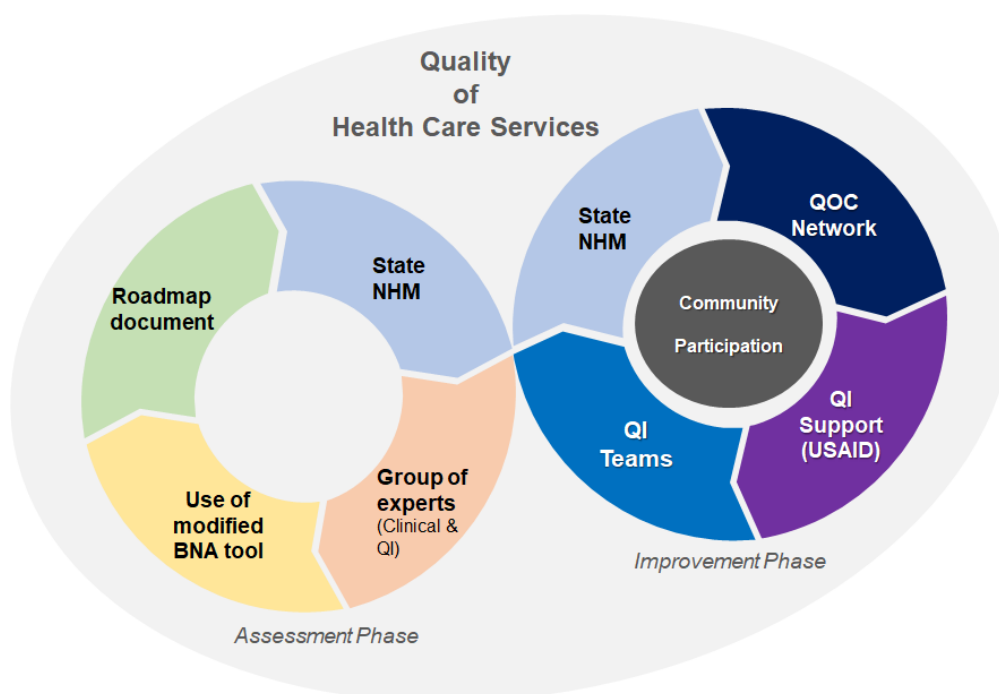 Quality
of
Health Care Services
State
NHM
Roadmap
document
Use of
modified
BNA tool
Group of
experts
(Clinical &
QI)
Assessment Phase
State
NHM
QOC
Network
Community
Participation
QI
Teams
QI
Support
(USAID)
Improvement Phase